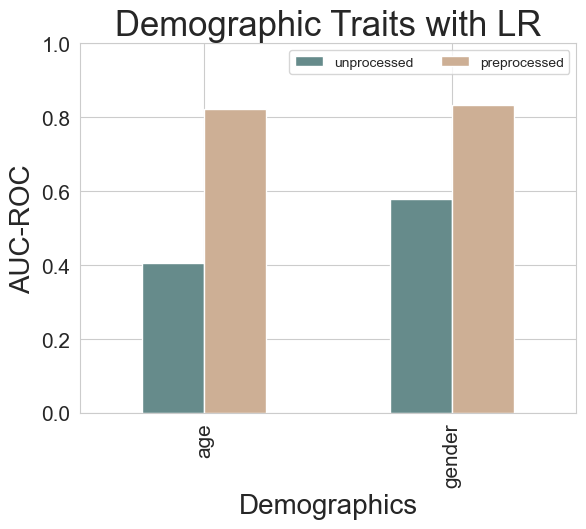 Demographic Traits with LR
unprocessed preprocessed
AUC-ROC
1.0
0.8
0.6
0.4
0.2
0.0
age
gender
Demographics